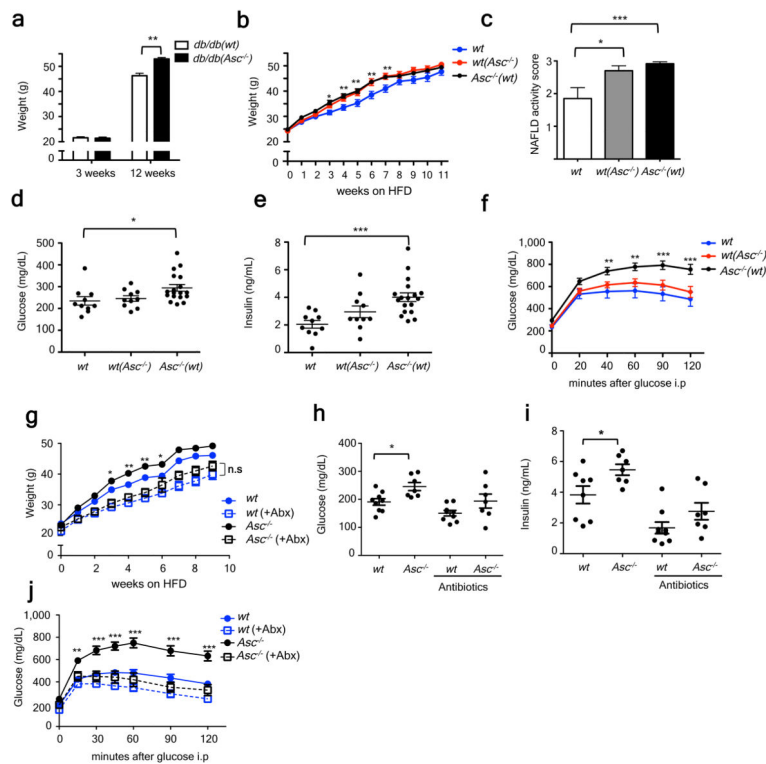 a
db/db(wt)
db/db(Asc-/-)
**
Weight (g)
50
40
30
20
0
3 weeks
12 weeks
b
wt
wt(Asc-/-)
Asc-/-(wt)
Weight (g)
60
50
40
30
20
0
* ** ** ** **
0 1 2 3 4 5 6 7 8 9 10 11
weeks on HFD
c
***
*
NAFLD activity score
3
2
1
wt wt(Asc-/-) Asc-/-(wt)
d
*
Glucose (mg/dL)
500
400
300
200
100
0
wt wt(Asc-/-) Asc-/-(wt)
e
***
Insulin (ng/mL)
8
6
4
2
0
wt wt(Asc-/-) Asc-/-(wt)
f
wt
wt(Asc-/-)
Asc-/-(wt)
Glucose (mg/dL)
1,000
800
600
400
200
0
** ** *** ***
0 20 40 60 90 120
minutes after glucose i.p
g
Weight (g)
50
40
30
20
0
* ** ** *
n.s
wt
wt (+Abx)
Asc-/-
Asc-/- (+Abx)
0 2 4 6 8 10
weeks on HFD
h
*
Glucose (mg/mL)
400
300
200
100
0
wt Asc-/- wt Asc-/-
Antibiotics
i
*
Insulin (ng/mL)
8
6
4
2
0
wt Asc-/- wt Asc-/-
Antibiotics
j
wt
wt (+Abx)
Asc-/-
Asc-/- (+Abx)
Glucose (mg/dL)
1,000
800
600
400
200
0
** *** *** *** *** ***
0 30 60 90 120
minutes after glucose i.p